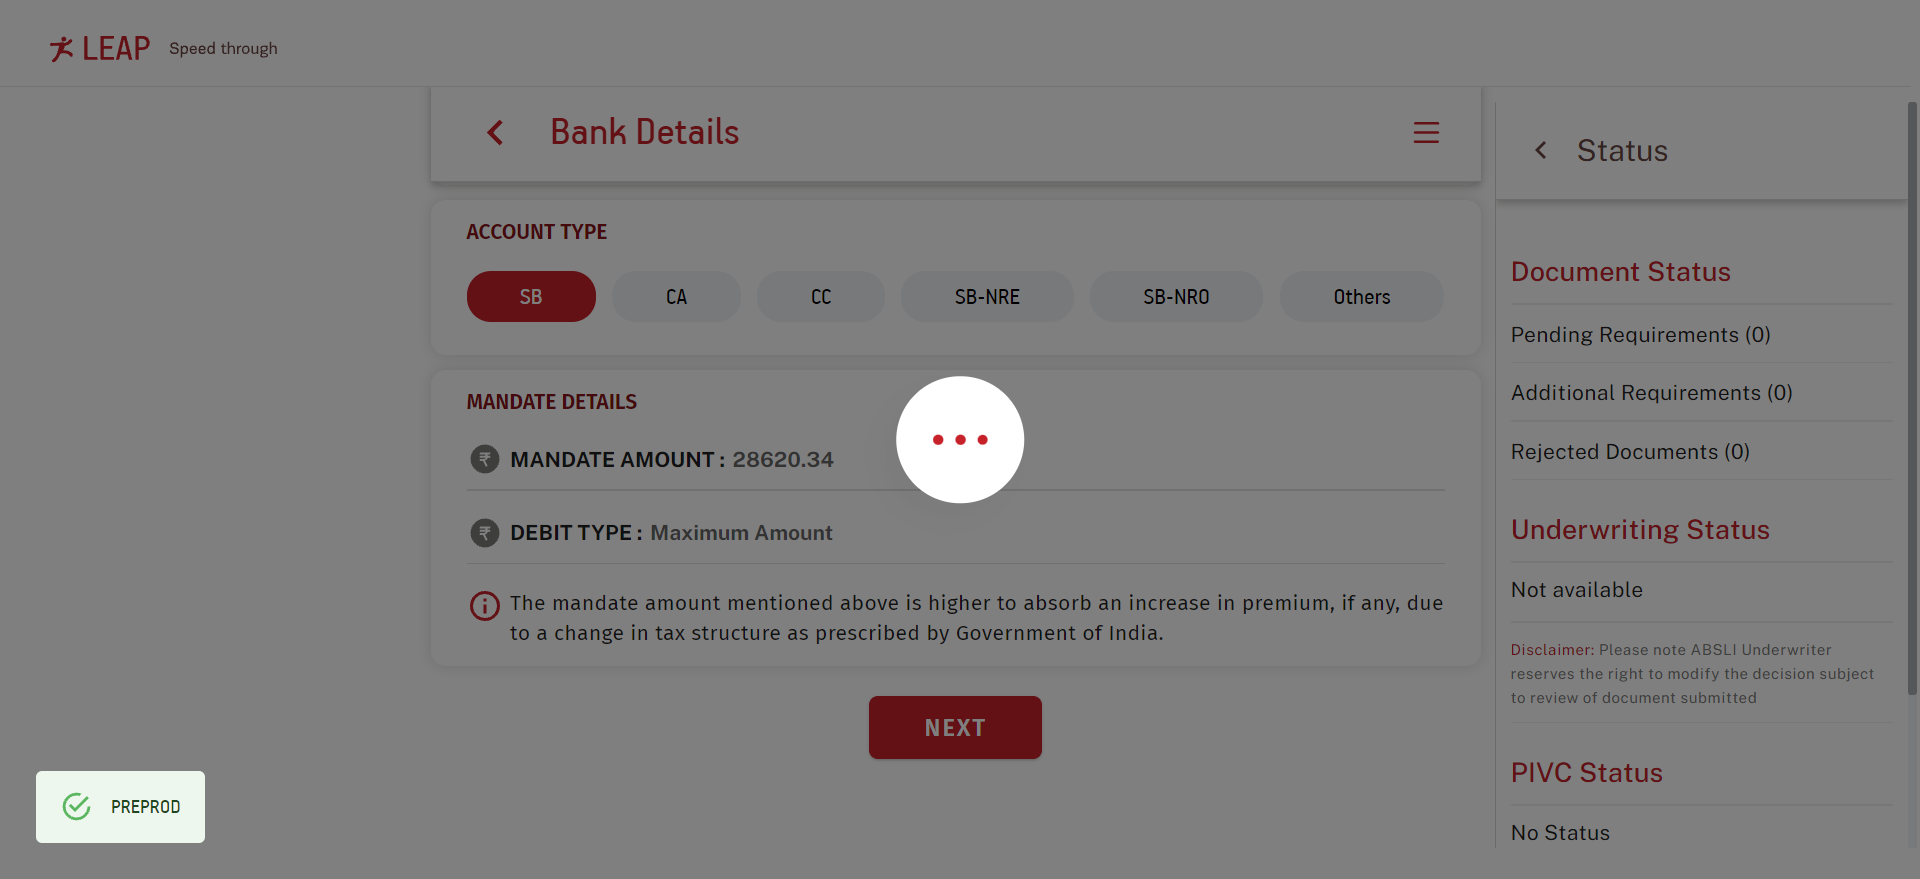 LEAP Speed through
Bank Details
ACCOUNT TYPE
SB CA CC SB-NRE SB-NRO Others
MANDATE DETAILS
MANDATE AMOUNT : 28620.34
DEBIT TYPE : Maximum Amount
The mandate amount mentioned above is higher to absorb an increase in premium, if any, due
to a change in tax structure as prescribed by Government of India.
NEXT
PREPROD
Status
Document Status
Pending Requirements (0)
Additional Requirements (0)
Rejected Documents (0)
Underwriting Status
Not available
Disclaimer: Please note ABSLI Underwriter
reserves the right to modify the decision subject
to review of document submitted
PIVC Status
No Status